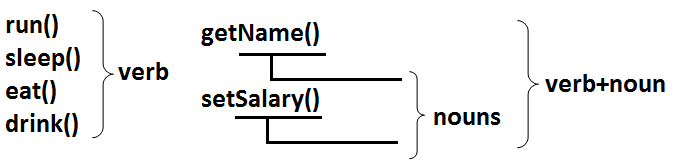 run()
sleep()
eat()
drink()
verb
getName()
setSalary()
nouns
verb+noun